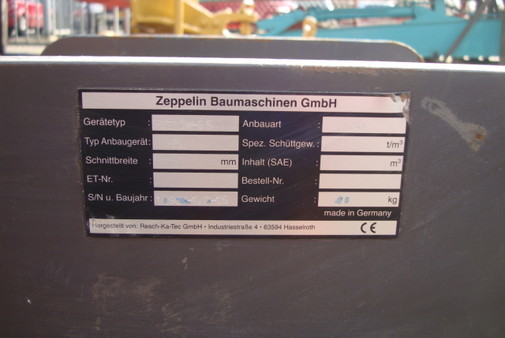 Zeppelin Baumaschinen GmbH
Gerätetyp : Anbauart :
Typ Anbaugerät: Spez. Schüttgew. : t/m³
Schnittbreite : mm Inhalt (SAE) : m³
ET-Nr. : Bestell-Nr. :
S/N u. Baujahr : Gewicht : kg
made in Germany
Hargestellt von: Resch-Ka-Tec GmbH • Industriestraße 4 • 63594 Hasselroth CE